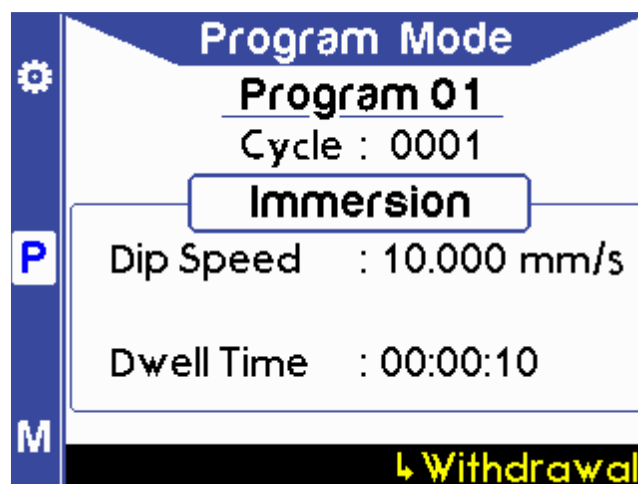 Program Mode
Program 01
Cycle : 0001
Immersion
P
Dip Speed : 10.000 mm/s
Dwell Time : 00:00:10
M
↳ Withdrawal